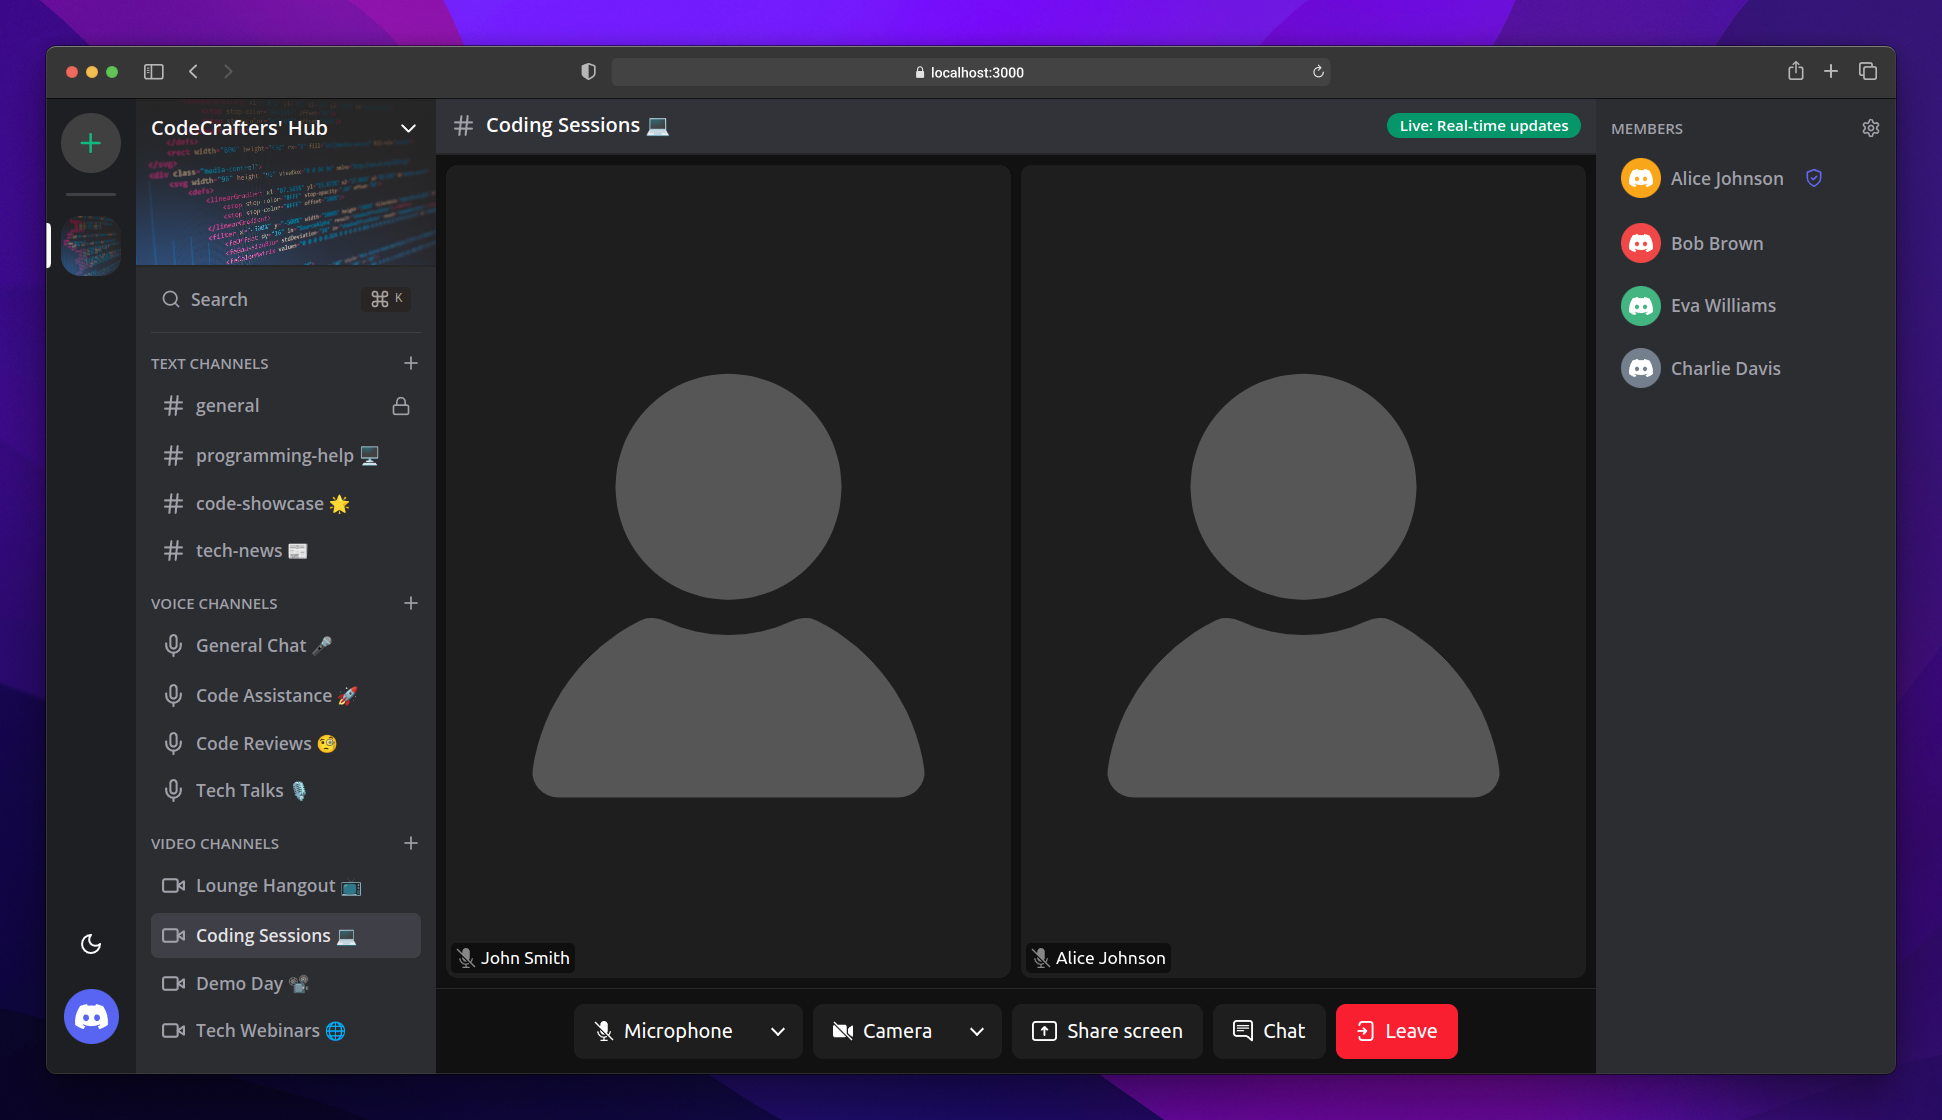 localhost:3000
CodeCrafters' Hub
Search
⌘ K
TEXT CHANNELS
general
programming-help 🖥️
code-showcase 🌟
tech-news 📰
VOICE CHANNELS
General Chat 🎤
Code Assistance 🚀
Code Reviews 🧐
Tech Talks 🎙️
VIDEO CHANNELS
Lounge Hangout 📺
Coding Sessions 💻
Demo Day 📽️
Tech Webinars 🌐
# Coding Sessions 💻
Live: Real-time updates
John Smith
Alice Johnson
Microphone
Camera
Share screen
Chat
Leave
MEMBERS
Alice Johnson
Bob Brown
Eva Williams
Charlie Davis